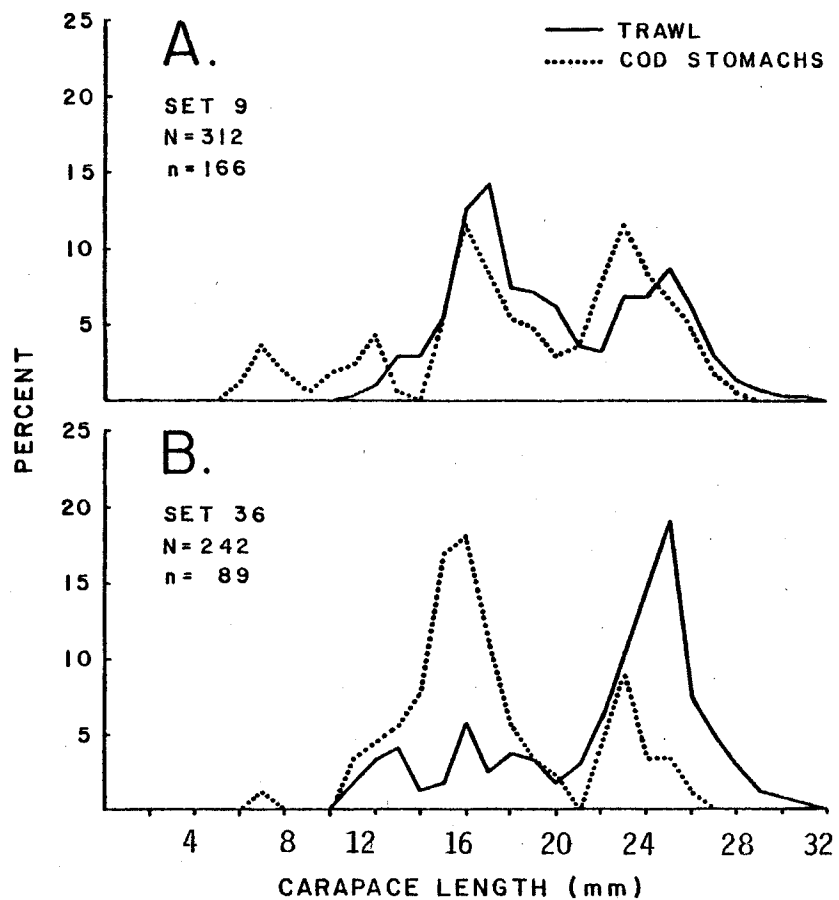 A.
SET 9
N=312
n=166
TRAWL
COD STOMACHS
25
20
15
10
5
PERCENT
B.
SET 36
N=242
n= 89
25
20
15
10
5
4 8 12 16 20 24 28 32
CARAPACE LENGTH (mm)